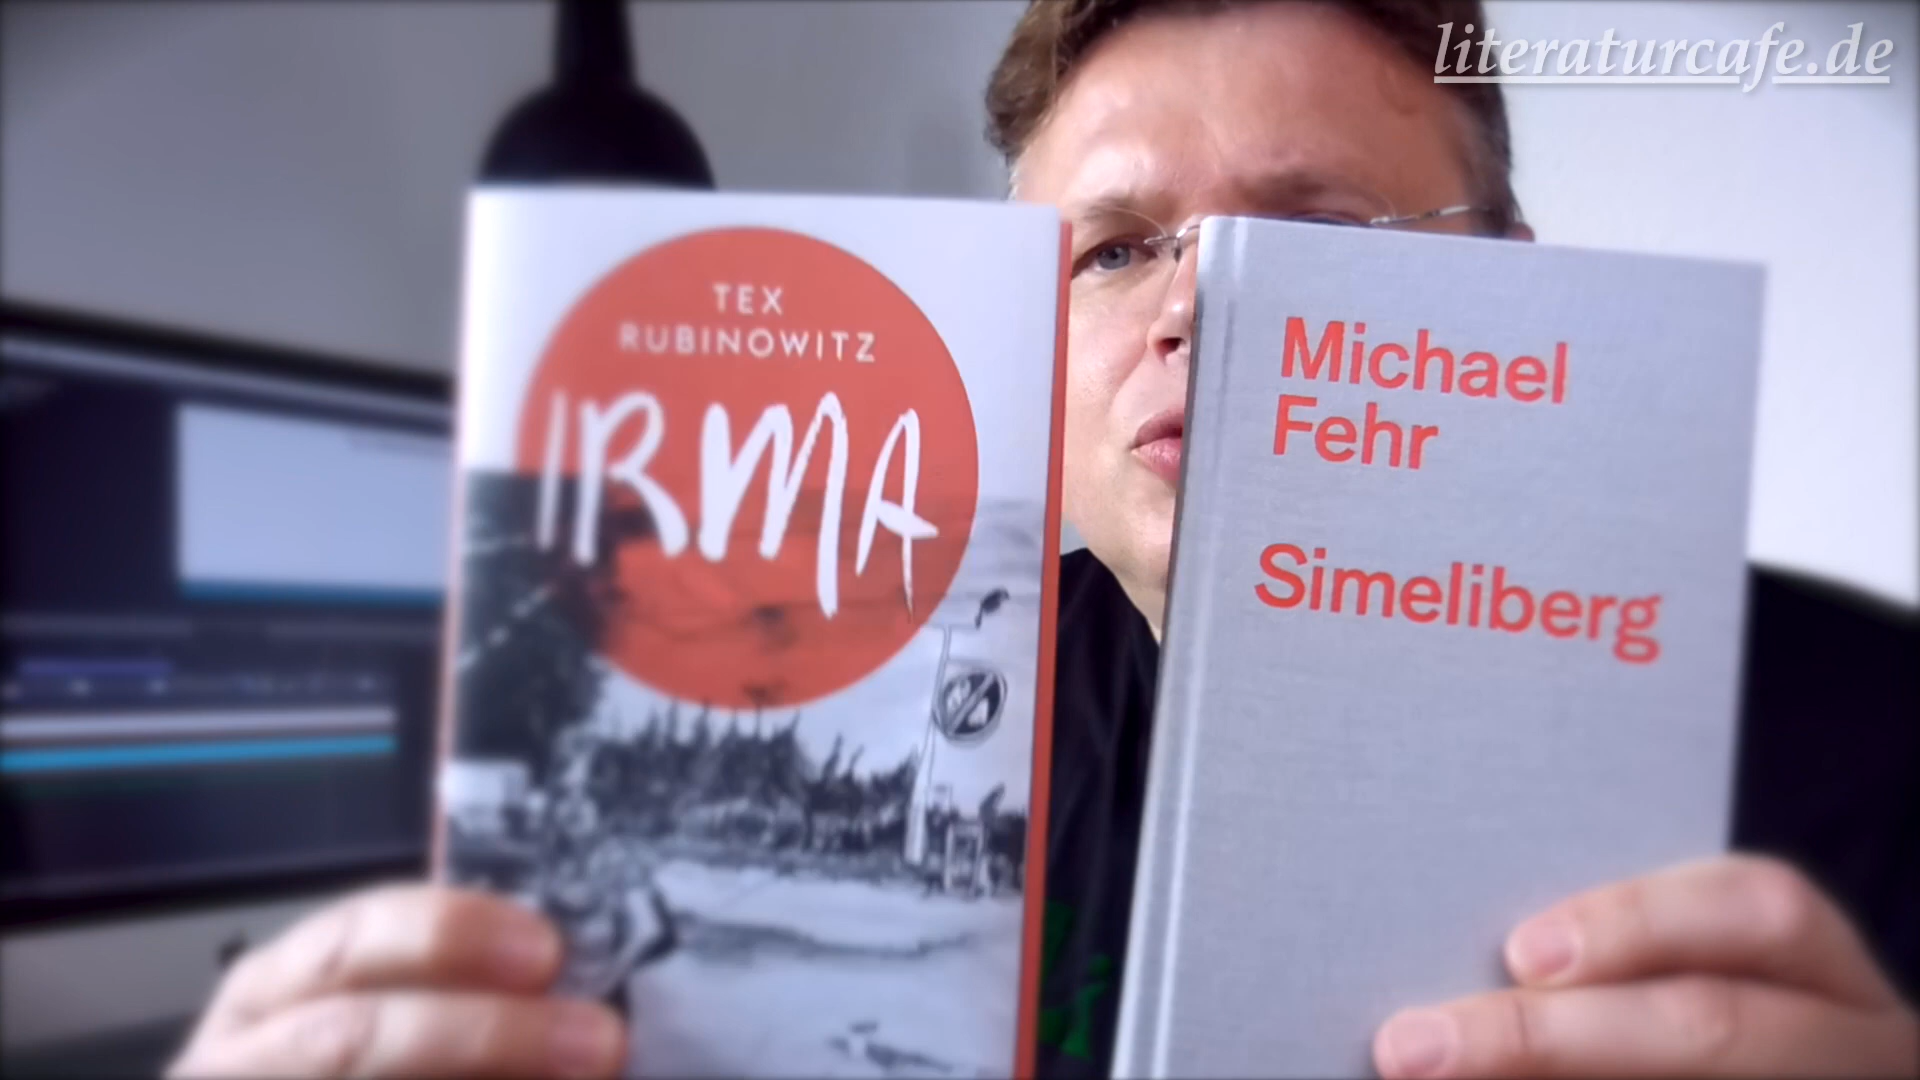 literaturcafe.de
TEX
RUBINOWITZ
IRMA
Michael
Fehr
Simeliberg